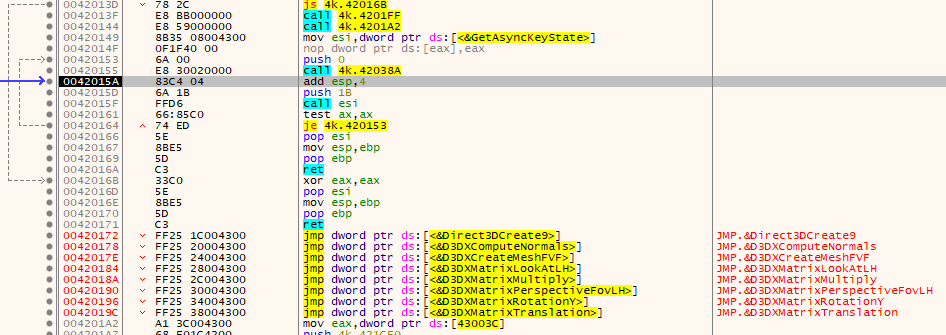 0042013D 78 2C js 4k.42016B
0042013F E8 BB000000 call 4k.4201FF
00420144 E8 59000000 call 4k.4201A2
00420149 8B35 08004300 mov esi,dword ptr ds:[<&GetAsyncKeyState>]
0042014F 0F1F40 00 nop dword ptr ds:[eax],eax
00420153 6A 00 push 0
00420155 E8 30020000 call 4k.42038A
0042015A 83C4 04 add esp,4
0042015D 6A 1B push 1B
0042015F FFD6 call esi
00420161 66:85C0 test ax,ax
00420164 74 ED je 4k.420153
00420166 5E pop esi
00420167 8BE5 mov esp,ebp
00420169 5D pop ebp
0042016A C3 ret
0042016B 33C0 xor eax,eax
0042016D 5E pop esi
0042016E 8BE5 mov esp,ebp
00420170 5D pop ebp
00420171 C3 ret
00420172 FF25 1C004300 jmp dword ptr ds:[<&Direct3DCreate9>] JMP.&Direct3DCreate9
00420178 FF25 20004300 jmp dword ptr ds:[<&D3DXComputeNormals>] JMP.&D3DXComputeNormals
0042017E FF25 24004300 jmp dword ptr ds:[<&D3DXCreateMeshFVF>] JMP.&D3DXCreateMeshFVF
00420184 FF25 28004300 jmp dword ptr ds:[<&D3DXMatrixLookAtLH>] JMP.&D3DXMatrixLookAtLH
0042018A FF25 2C004300 jmp dword ptr ds:[<&D3DXMatrixMultiply>] JMP.&D3DXMatrixMultiply
00420190 FF25 30004300 jmp dword ptr ds:[<&D3DXMatrixPerspectiveFovLH>] JMP.&D3DXMatrixPerspectiveFovLH
00420196 FF25 34004300 jmp dword ptr ds:[<&D3DXMatrixRotationY>] JMP.&D3DXMatrixRotationY
0042019C FF25 38004300 jmp dword ptr ds:[<&D3DXMatrixTranslation>] JMP.&D3DXMatrixTranslation
004201A2 A1 3C004300 mov eax,dword ptr ds:[43003C]